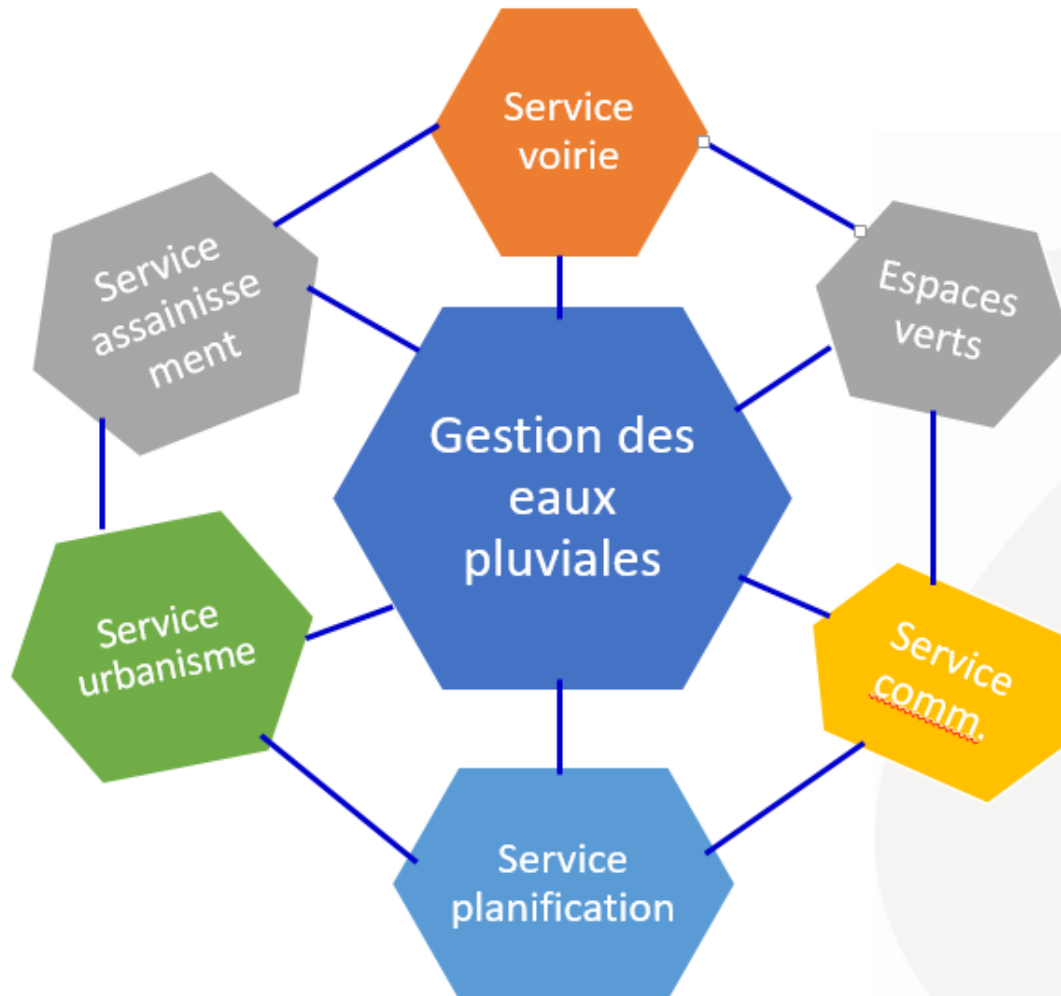 Service
voirie
Service
assainisse
ment
Espaces
verts
Gestion des
eaux
pluviales
Service
urbanisme
Service
comm.
Service
planification